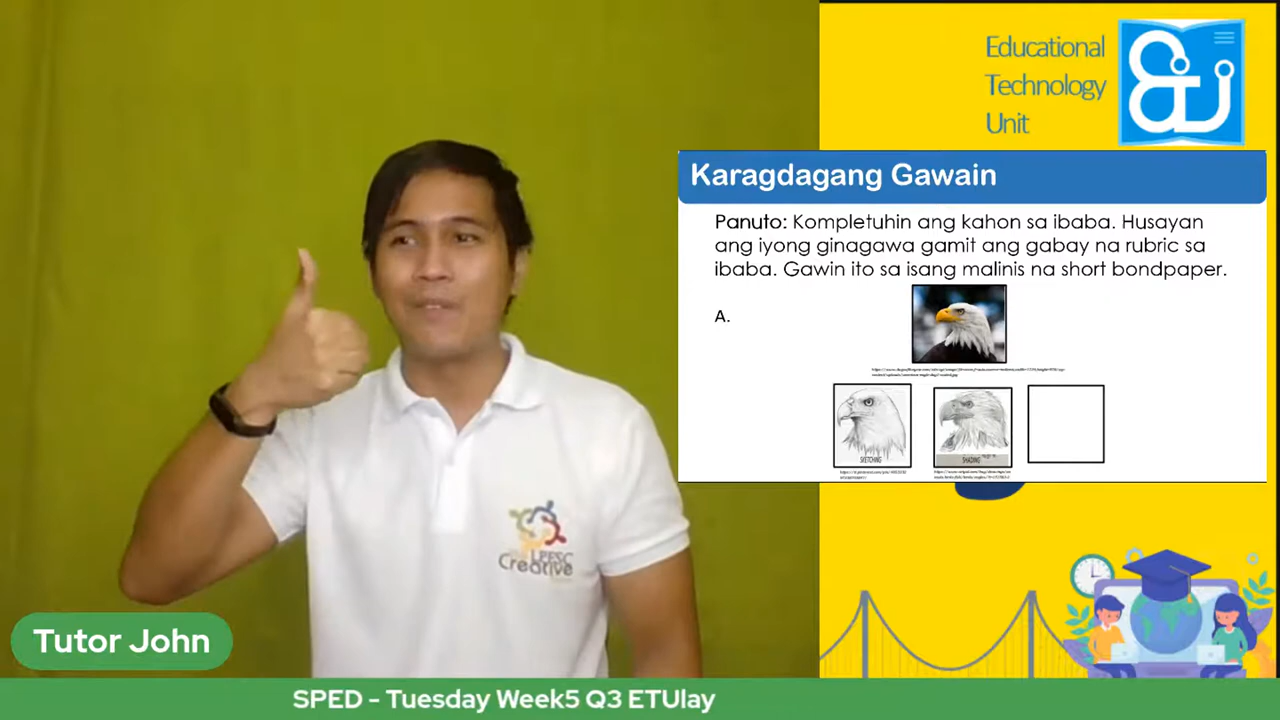 Educational
Technology
Unit
Karagdagang Gawain
Panuto: Kompletuhin ang kahon sa ibaba. Husayan
ang iyong ginagawa gamit ang gabay na rubric sa
ibaba. Gawin ito sa isang malinis na short bondpaper.
A.
SKETCHING
SHADING
LPESC
Creative
Tutor John
SPED - Tuesday Week5 Q3 ETUlay